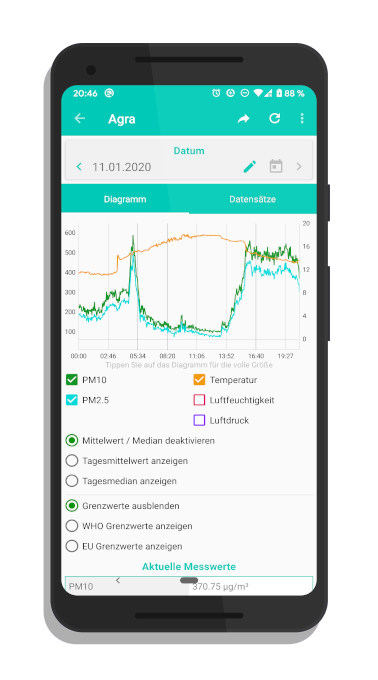 20:46 88 %
Agra
Datum
11.01.2020
Diagramm Datensätze
600 500 400 300 200 100
20 16 12 8 4 0
00:00 02:46 05:34 08:20 11:06 13:52 16:40 19:27
Tippen Sie auf das Diagramm für die volle Größe
PM10 Temperatur
PM2.5 Luftfeuchtigkeit
Luftdruck
Mittelwert / Median deaktivieren
Tagesmittelwert anzeigen
Tagesmedian anzeigen
Grenzwerte ausblenden
WHO Grenzwerte anzeigen
EU Grenzwerte anzeigen
Aktuelle Messwerte
PM10 370.75 µg/m³